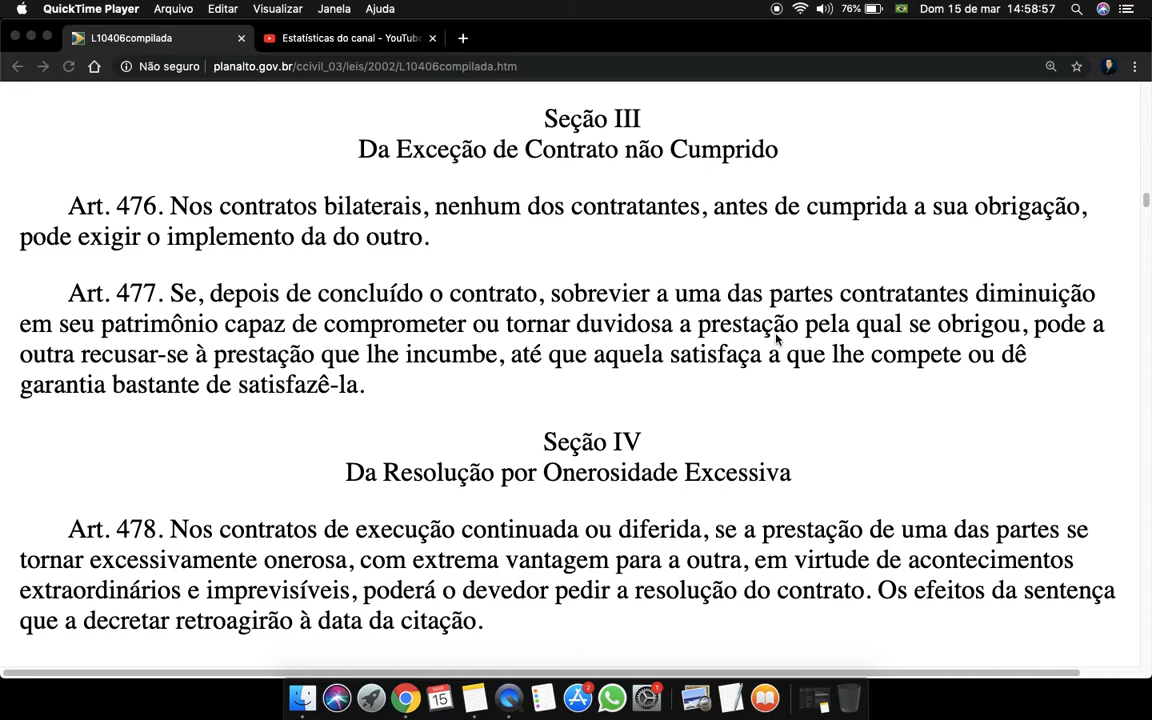 QuickTime Player Arquivo Editar Visualizar Janela Ajuda 76% Dom 15 de mar 14:58:57
L10406compilada Estatísticas do canal - YouTube
Não seguro planalto.gov.br/ccivil_03/leis/2002/L10406compilada.htm
Seção III
Da Exceção de Contrato não Cumprido
Art. 476. Nos contratos bilaterais, nenhum dos contratantes, antes de cumprida a sua obrigação,
pode exigir o implemento da do outro.
Art. 477. Se, depois de concluído o contrato, sobrevier a uma das partes contratantes diminuição
em seu patrimônio capaz de comprometer ou tornar duvidosa a prestação pela qual se obrigou, pode a
outra recusar-se à prestação que lhe incumbe, até que aquela satisfaça a que lhe compete ou dê
garantia bastante de satisfazê-la.
Seção IV
Da Resolução por Onerosidade Excessiva
Art. 478. Nos contratos de execução continuada ou diferida, se a prestação de uma das partes se
tornar excessivamente onerosa, com extrema vantagem para a outra, em virtude de acontecimentos
extraordinários e imprevisíveis, poderá o devedor pedir a resolução do contrato. Os efeitos da sentença
que a decretar retroagirão à data da citação.
MAR
15
2
1